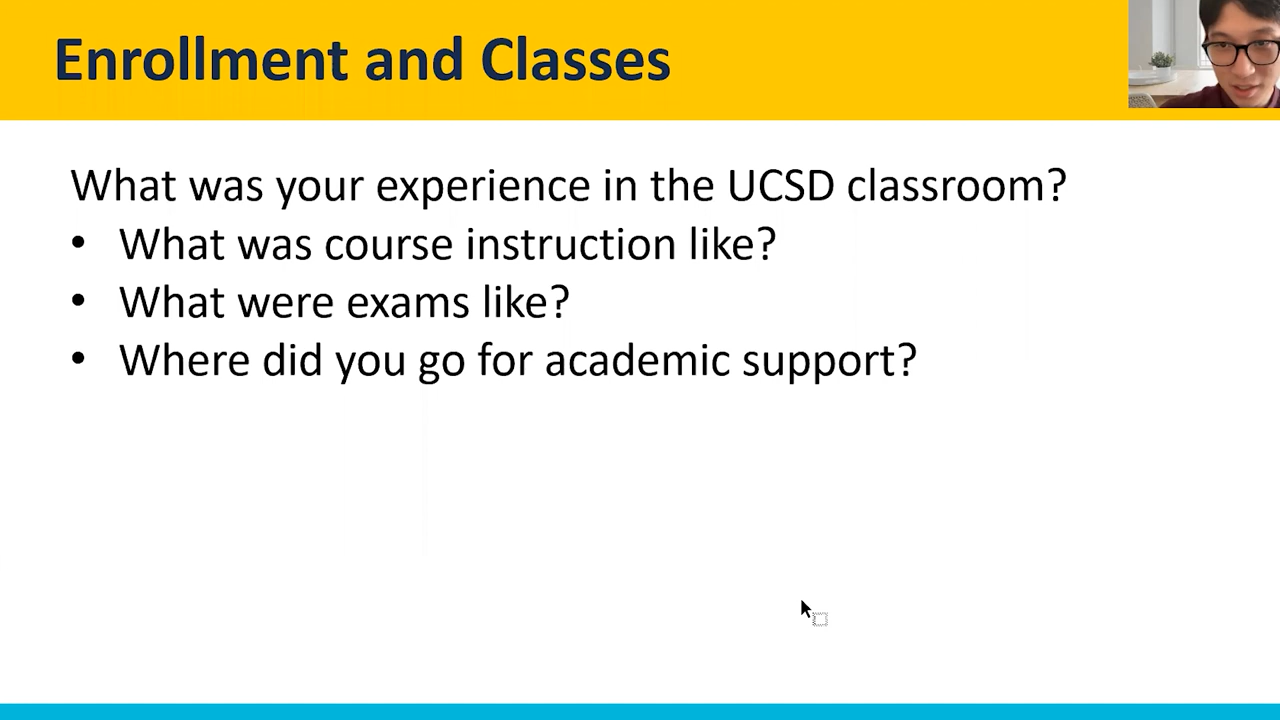 Enrollment and Classes
What was your experience in the UCSD classroom?
• What was course instruction like?
• What were exams like?
• Where did you go for academic support?